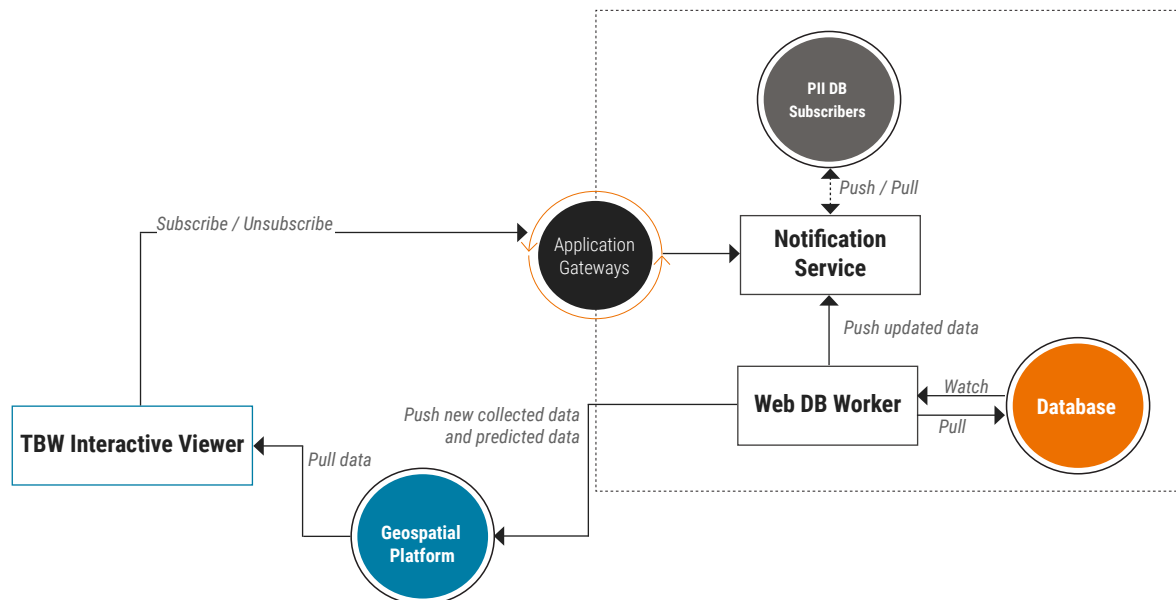 PII DB
Subscribers
Push / Pull
Subscribe / Unsubscribe
Application
Gateways
Notification
Service
Push updated data
Watch
Web DB Worker
Database
Pull
Push new collected data
and predicted data
TBW Interactive Viewer
Pull data
Geospatial
Platform